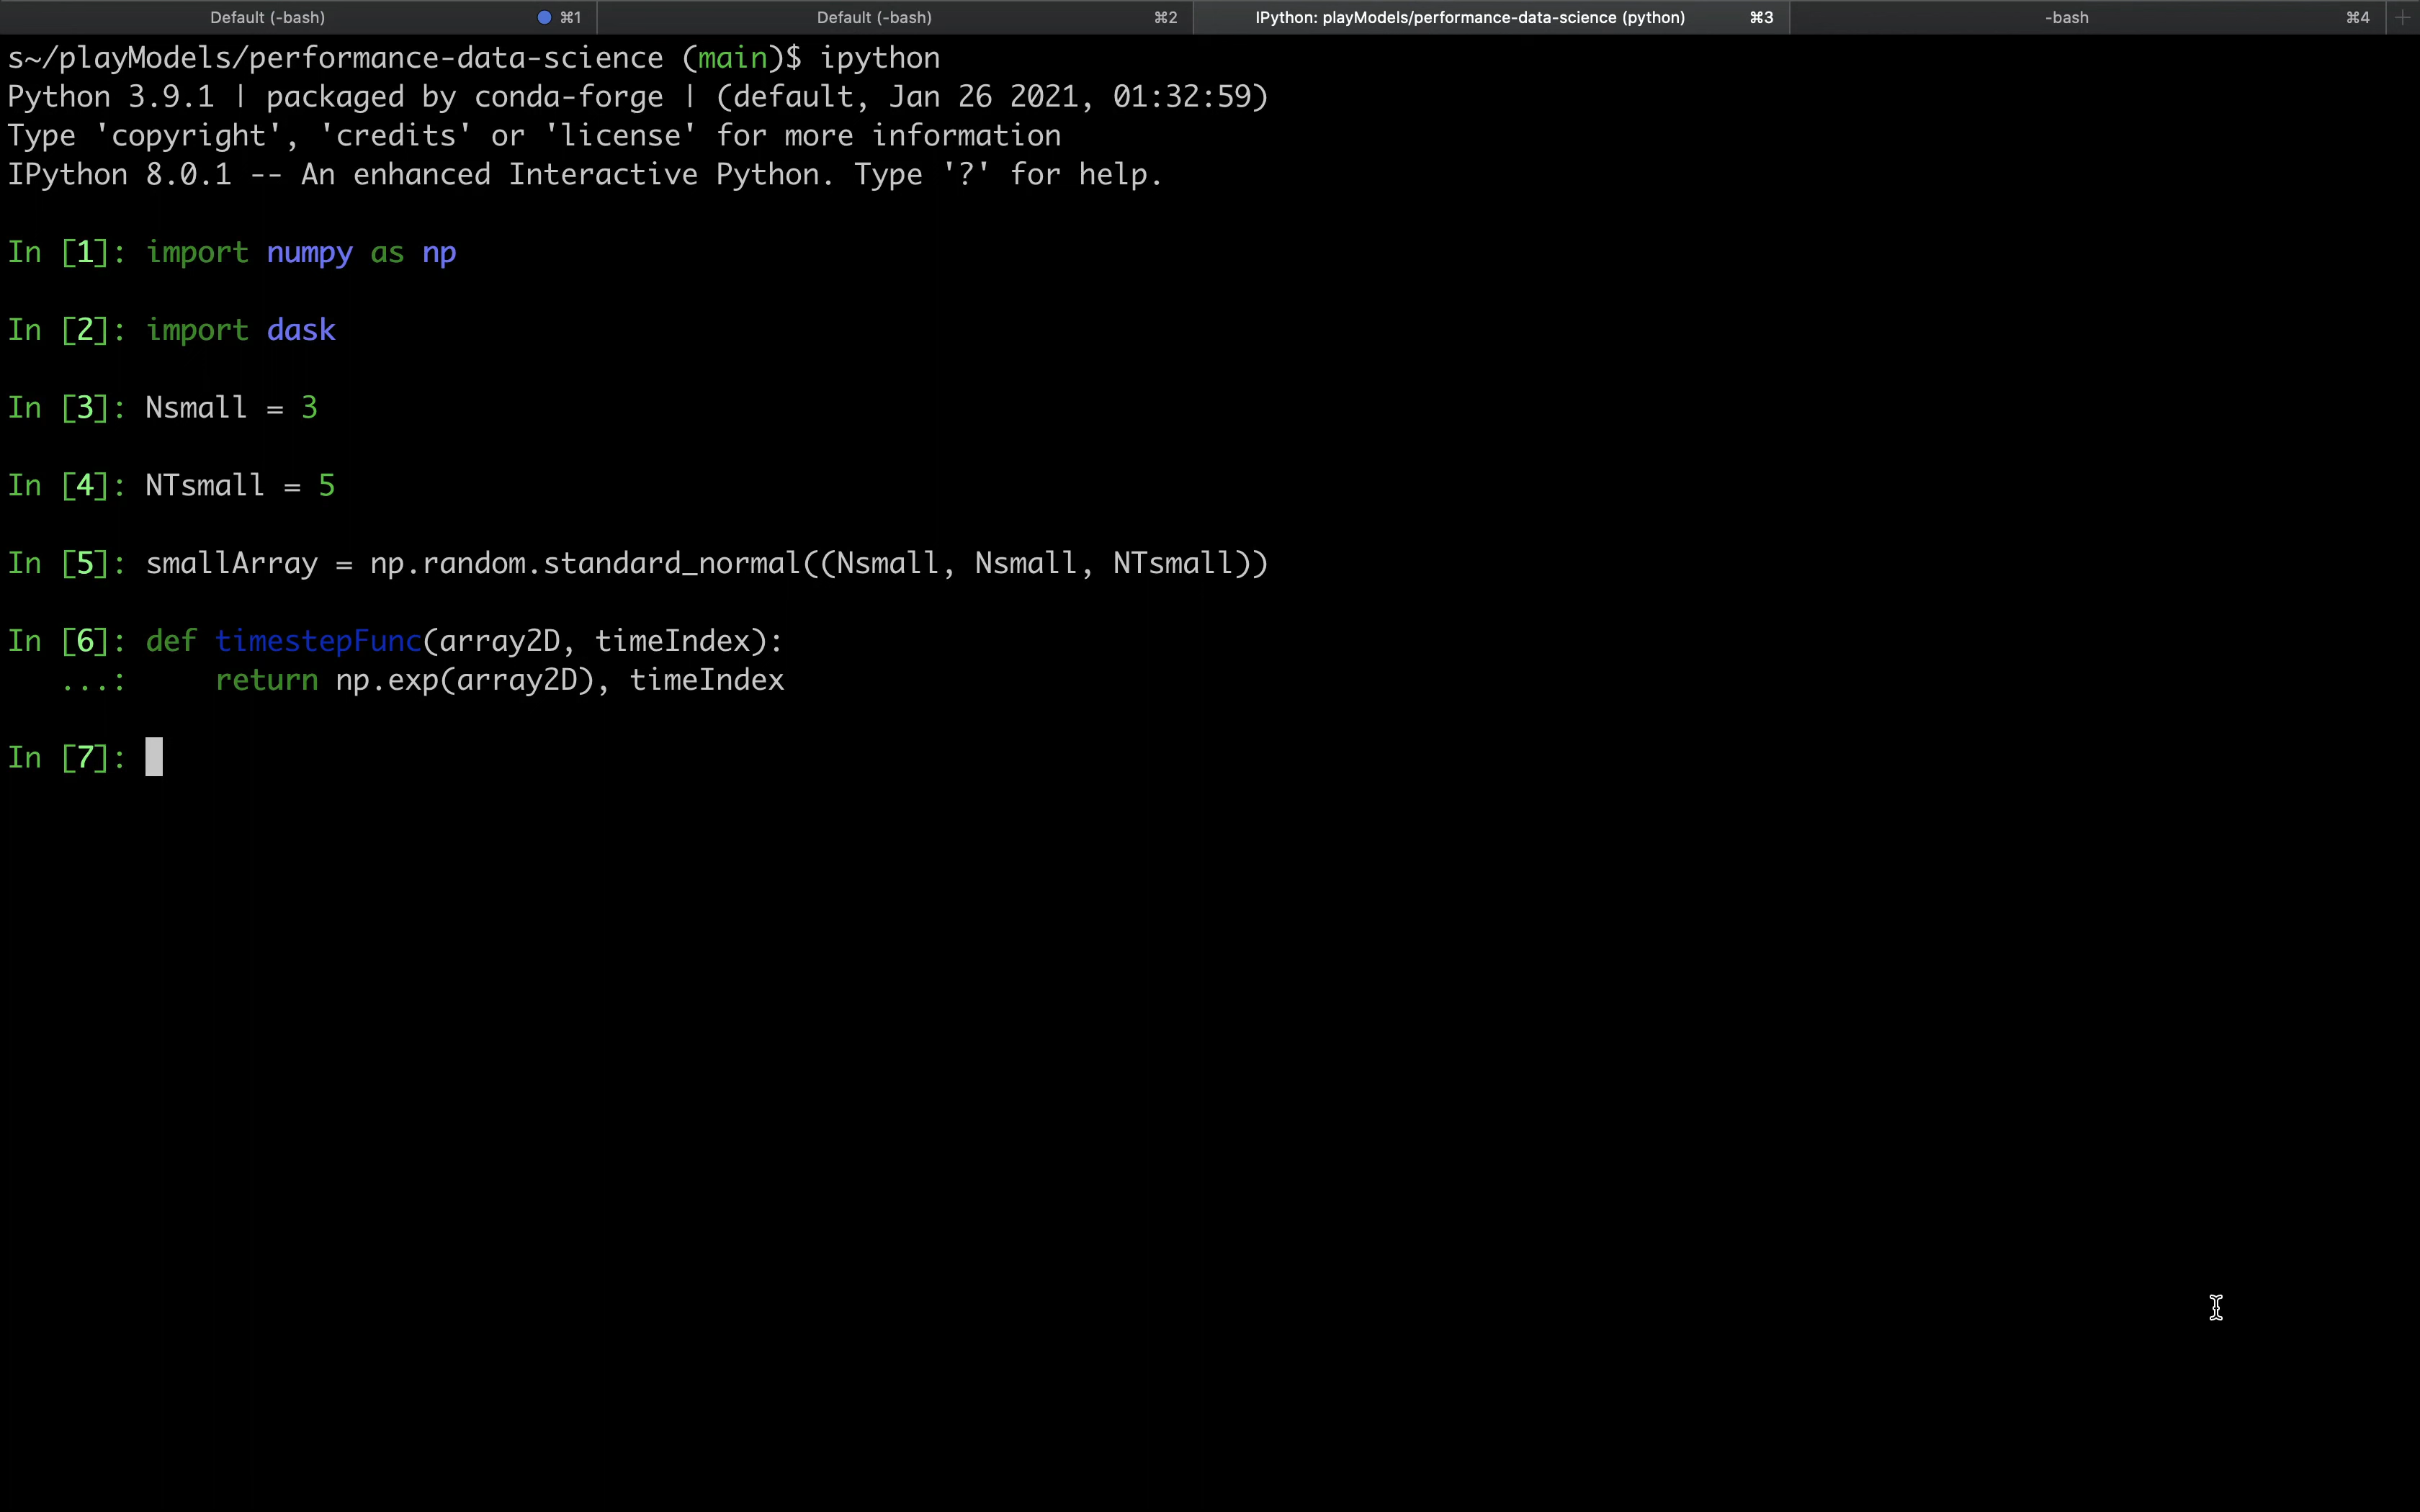 Default (-bash) ⌘1 Default (-bash) ⌘2 IPython: playModels/performance-data-science (python) ⌘3 -bash ⌘4 +
s~/playModels/performance-data-science (main)$ ipython
Python 3.9.1 | packaged by conda-forge | (default, Jan 26 2021, 01:32:59)
Type 'copyright', 'credits' or 'license' for more information
IPython 8.0.1 -- An enhanced Interactive Python. Type '?' for help.
In [1]: import numpy as np
In [2]: import dask
In [3]: Nsmall = 3
In [4]: NTsmall = 5
In [5]: smallArray = np.random.standard_normal((Nsmall, Nsmall, NTsmall))
In [6]: def timestepFunc(array2D, timeIndex):
   ...:     return np.exp(array2D), timeIndex
In [7]: